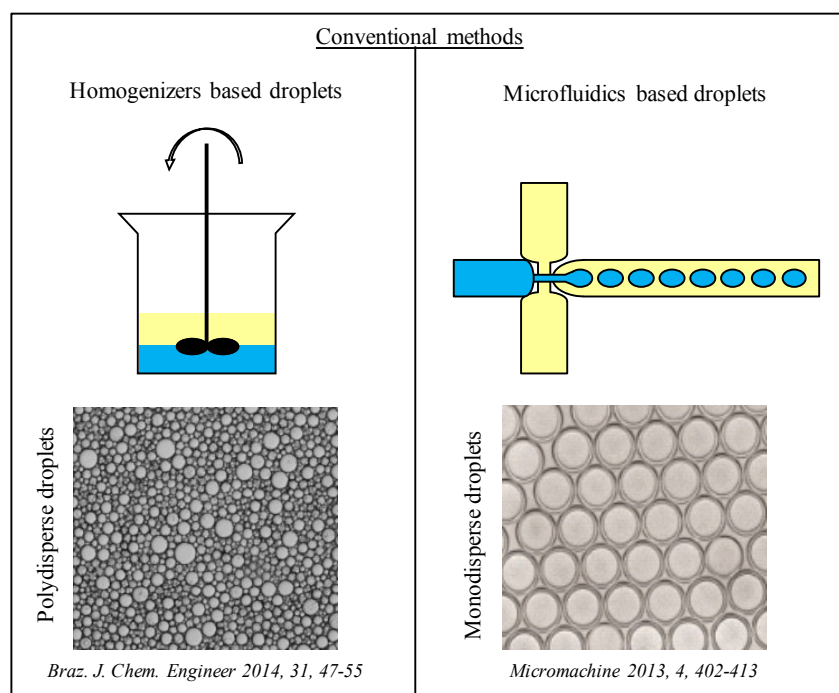 Conventional methods
Homogenizers based droplets
Microfluidics based droplets
Polydisperse droplets
Monodisperse droplets
Braz. J. Chem. Engineer 2014, 31, 47-55
Micromachine 2013, 4, 402-413